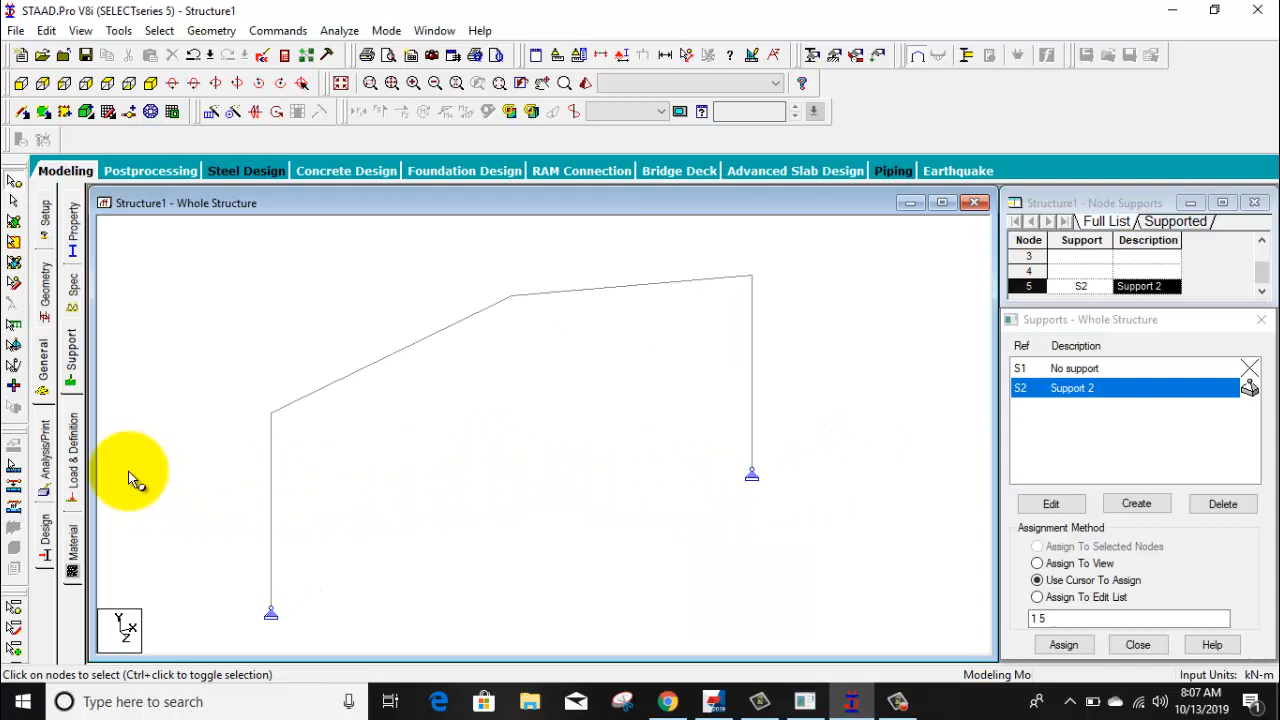 STAAD.Pro V8i (SELECTseries 5) - Structure1
File Edit View Tools Select Geometry Commands Analyze Mode Window Help
Modeling Postprocessing Steel Design Concrete Design Foundation Design RAM Connection Bridge Deck Advanced Slab Design Piping Earthquake
Setup
Geometry
General
Analysis/Print
Design
Property
Spec
Support
Load & Definition
Material
Structure1 - Whole Structure
Y
X
Z
Structure1 - Node Supports
Full List Supported
Node Support Description
3
4
5 S2 Support 2
Supports - Whole Structure
Ref Description
S1 No support
S2 Support 2
Edit Create Delete
Assignment Method
Assign To Selected Nodes
Assign To View
Use Cursor To Assign
Assign To Edit List
1 5
Assign Close Help
Click on nodes to select (Ctrl+click to toggle selection) Modeling Mo Input Units: kN-m
Type here to search
8:07 AM
10/13/2019